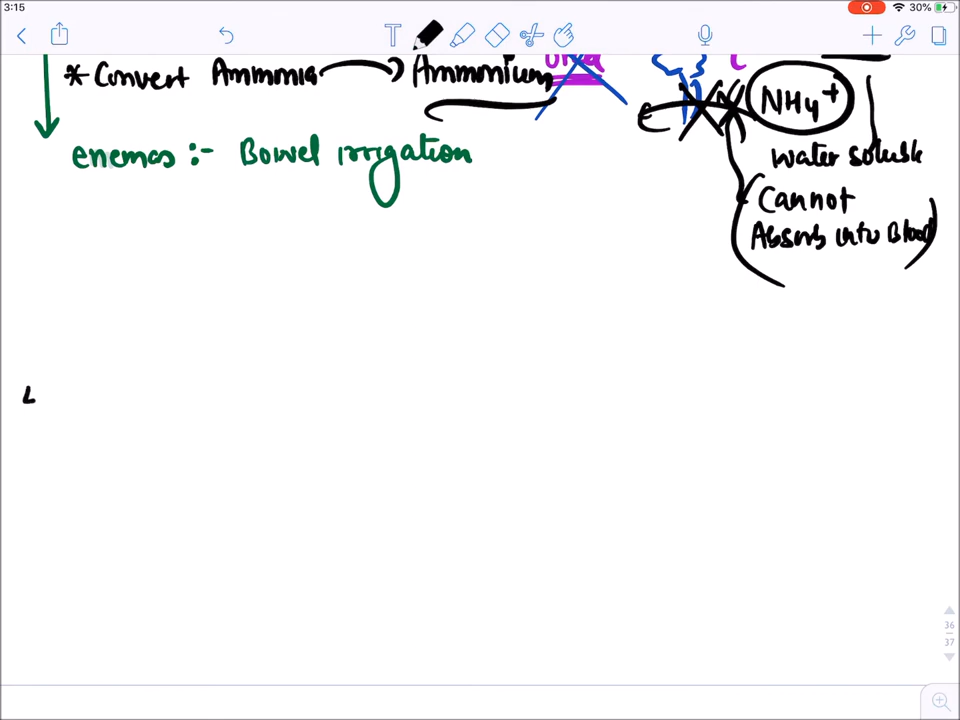 3:15
30%
T
* Convert Ammonia Ammonium
NH4+
water soluble
enemas :- Bowel irrigation
Cannot
Absorb into Blood
L
36
37